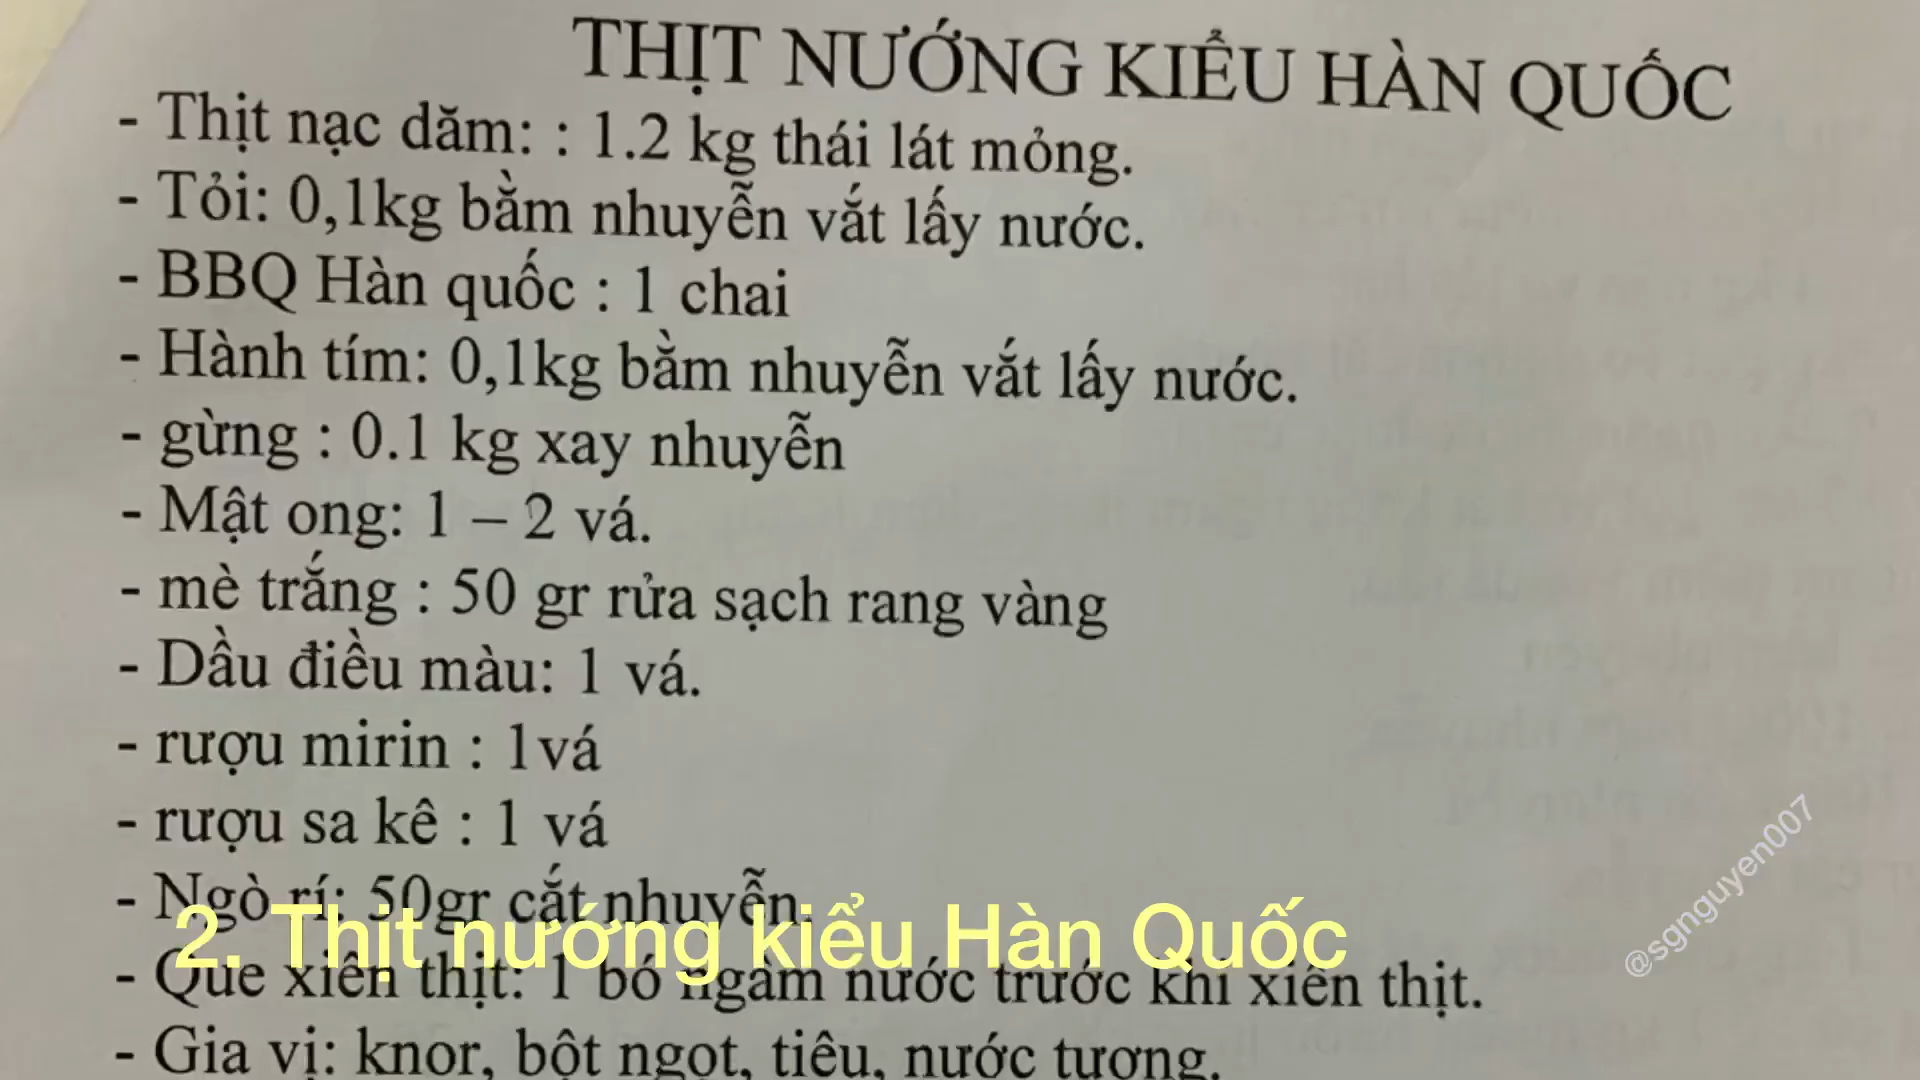 THỊT NƯỚNG KIỂU HÀN QUỐC
- Thịt nạc dăm: : 1.2 kg thái lát mỏng.
- Tỏi: 0,1kg bằm nhuyễn vắt lấy nước.
- BBQ Hàn quốc : 1 chai
- Hành tím: 0,1kg bằm nhuyễn vắt lấy nước.
- gừng : 0.1 kg xay nhuyễn
- Mật ong: 1 – 2 vá.
- mè trắng : 50 gr rửa sạch rang vàng
- Dầu điều màu: 1 vá.
- rượu mirin : 1vá
- rượu sa kê : 1 vá
- Ngò rí: 50gr cắt nhuyễn.
2. Thịt nướng kiểu Hàn Quốc
- Que xiên thịt: 1 bó ngâm nước trước khi xiên thịt.
- Gia vị: knor, bột ngọt, tiêu, nước tương.
@sgnguyen007